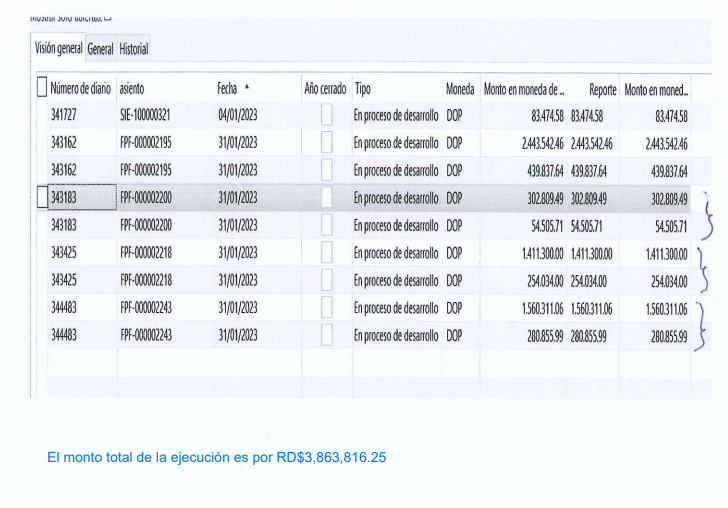 Mostrar solo abiertos:
Visión general General Historial
Número de diario asiento Fecha Año cerrado Tipo Moneda Monto en moneda de ... Reporte Monto en moned...
341727 SIE-100000321 04/01/2023 En proceso de desarrollo DOP 83.474.58 83.474.58 83.474.58
343162 FPF-000002195 31/01/2023 En proceso de desarrollo DOP 2.443.542.46 2.443.542.46 2.443.542.46
343162 FPF-000002195 31/01/2023 En proceso de desarrollo DOP 439.837.64 439.837.64 439.837.64
343183 FPF-000002200 31/01/2023 En proceso de desarrollo DOP 302.809.49 302.809.49 302.809.49
343183 FPF-000002200 31/01/2023 En proceso de desarrollo DOP 54.505.71 54.505.71 54.505.71
343425 FPF-000002218 31/01/2023 En proceso de desarrollo DOP 1.411.300.00 1.411.300.00 1.411.300.00
343425 FPF-000002218 31/01/2023 En proceso de desarrollo DOP 254.034.00 254.034.00 254.034.00
344483 FPF-000002243 31/01/2023 En proceso de desarrollo DOP 1.560.311.06 1.560.311.06 1.560.311.06
344483 FPF-000002243 31/01/2023 En proceso de desarrollo DOP 280.855.99 280.855.99 280.855.99
El monto total de la ejecución es por RD$3,863,816.25